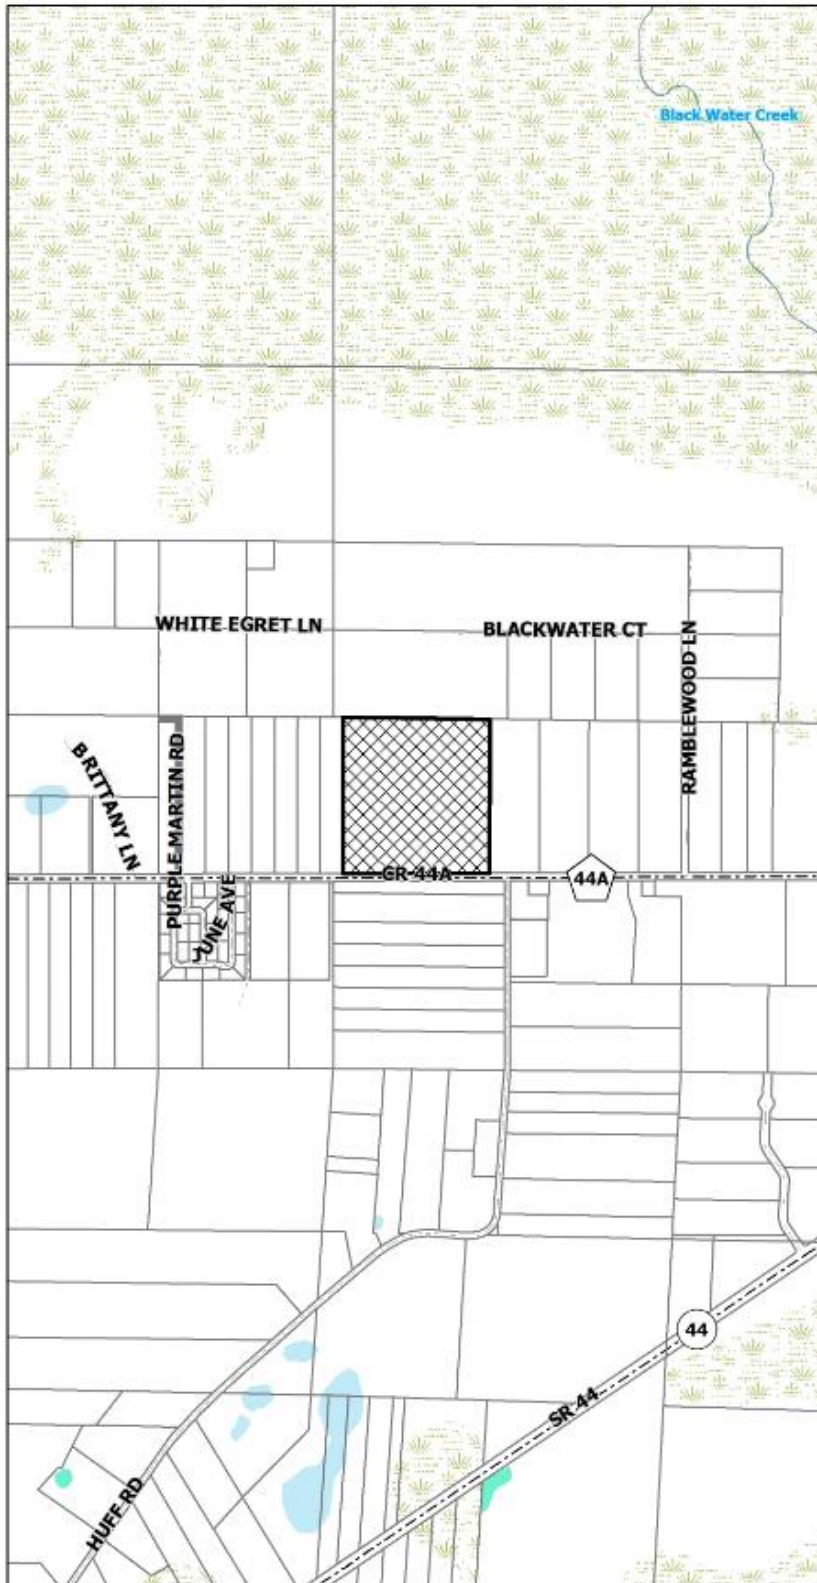 Black Water Creek
WHITE EGRET LN
BLACKWATER CT
RAMBLEWOOD LN
BRITTANY LN
PURPLE MARTIN RD
CR 44A
44A
JUNE AVE
44
SR 44
HUFF RD